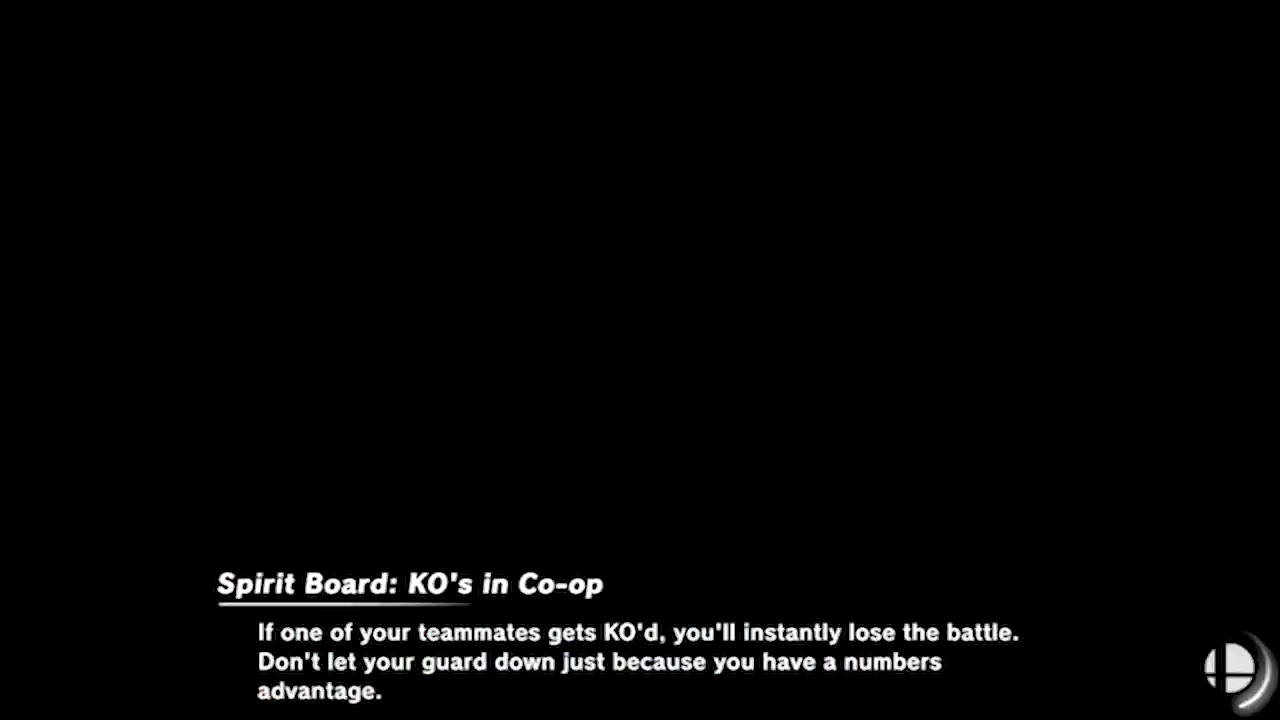 Spirit Board: KO's in Co-op
If one of your teammates gets KO'd, you'll instantly lose the battle.
Don't let your guard down just because you have a numbers
advantage.